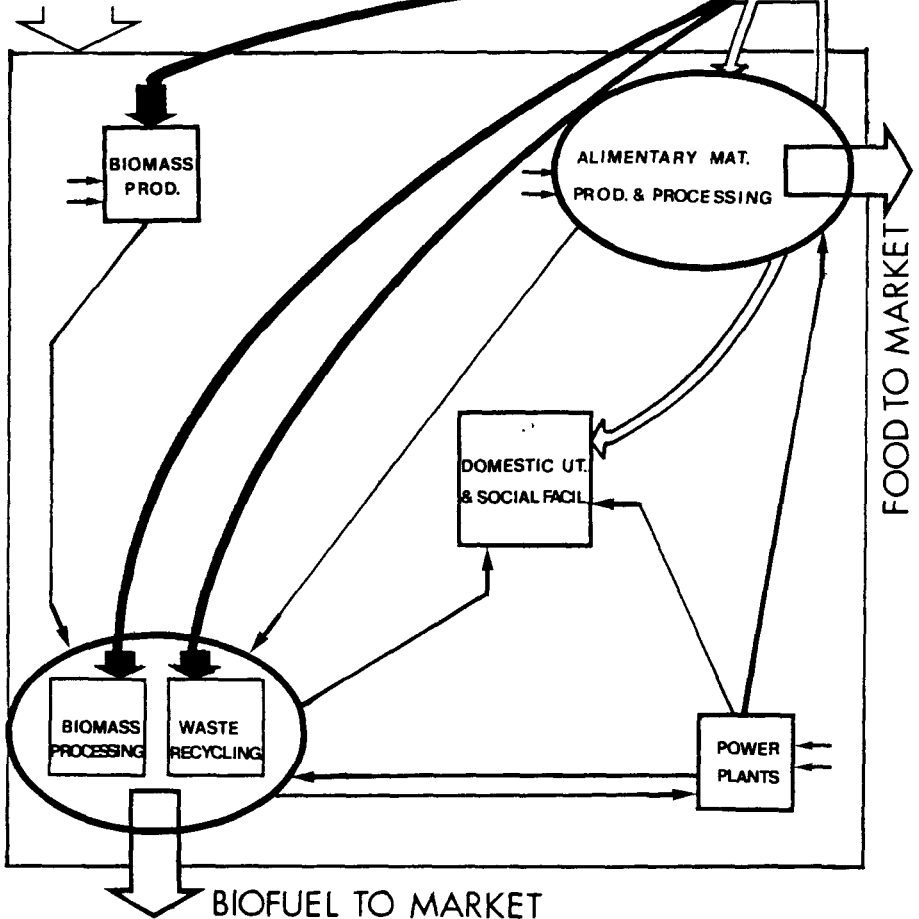 BIOMASS
PROD.
ALIMENTARY MAT.
PROD. & PROCESSING
FOOD TO MARKET
DOMESTIC UT.
& SOCIAL FACIL
BIOMASS
PROCESSING
WASTE
RECYCLING
POWER
PLANTS
BIOFUEL TO MARKET